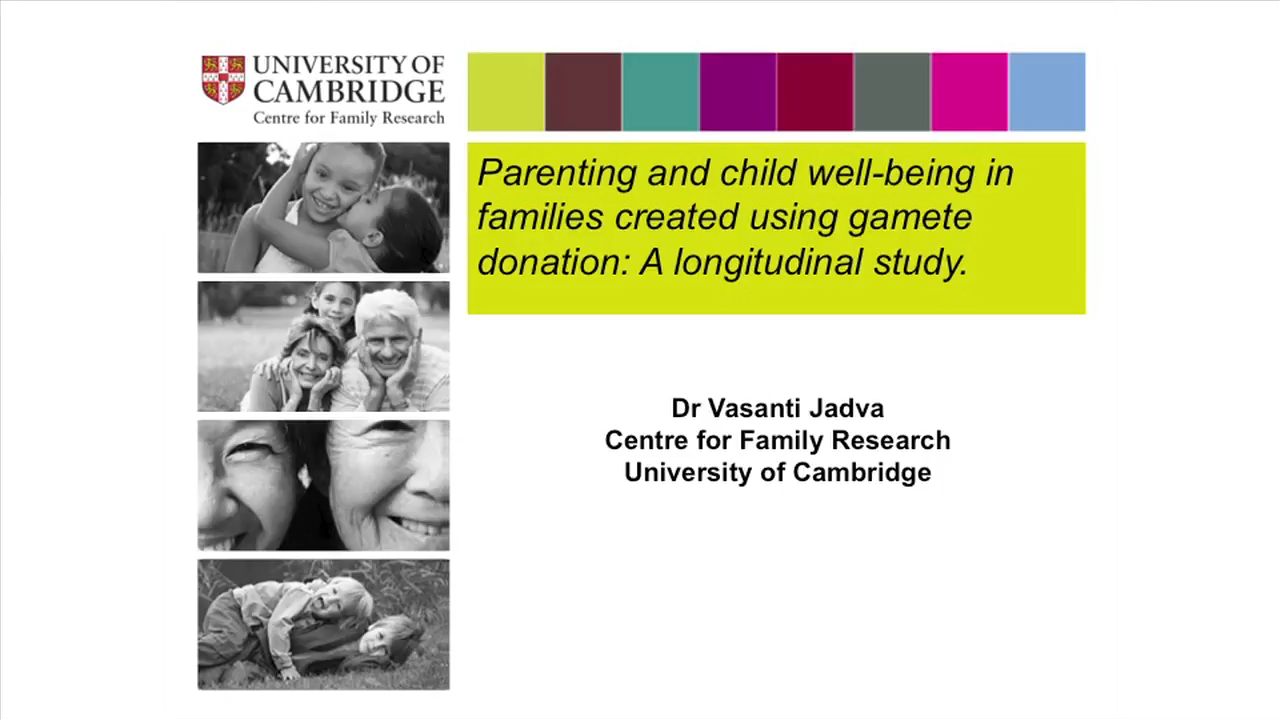 UNIVERSITY OF
CAMBRIDGE
Centre for Family Research
Parenting and child well-being in
families created using gamete
donation: A longitudinal study.
Dr Vasanti Jadva
Centre for Family Research
University of Cambridge